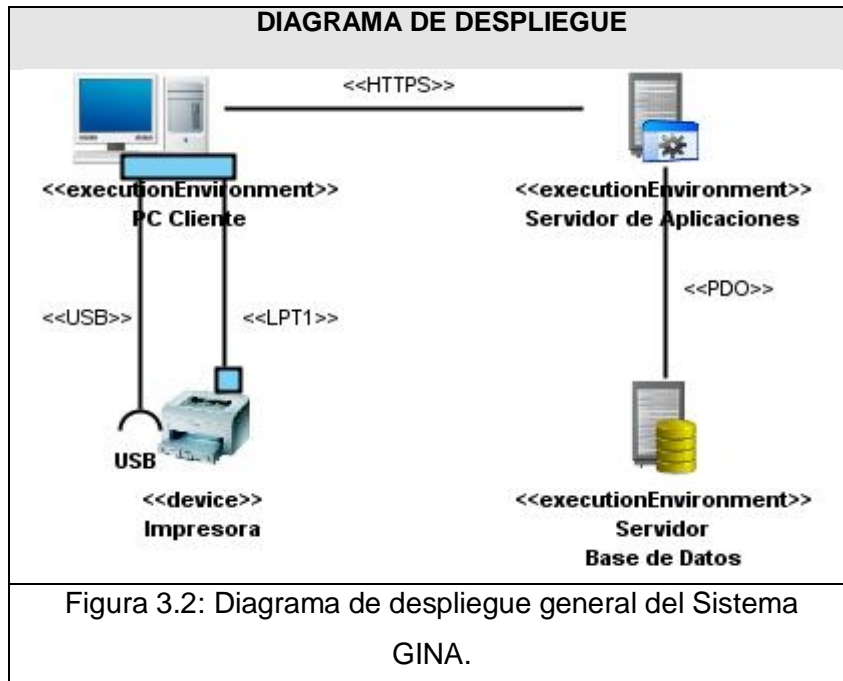 DIAGRAMA DE DESPLIEGUE
<<HTTPS>>
<<executionEnvironment>>
PC Cliente
<<executionEnvironment>>
Servidor de Aplicaciones
<<USB>>
<<LPT1>>
<<PDO>>
USB
<<device>>
Impresora
<<executionEnvironment>>
Servidor
Base de Datos
Figura 3.2: Diagrama de despliegue general del Sistema
GINA.